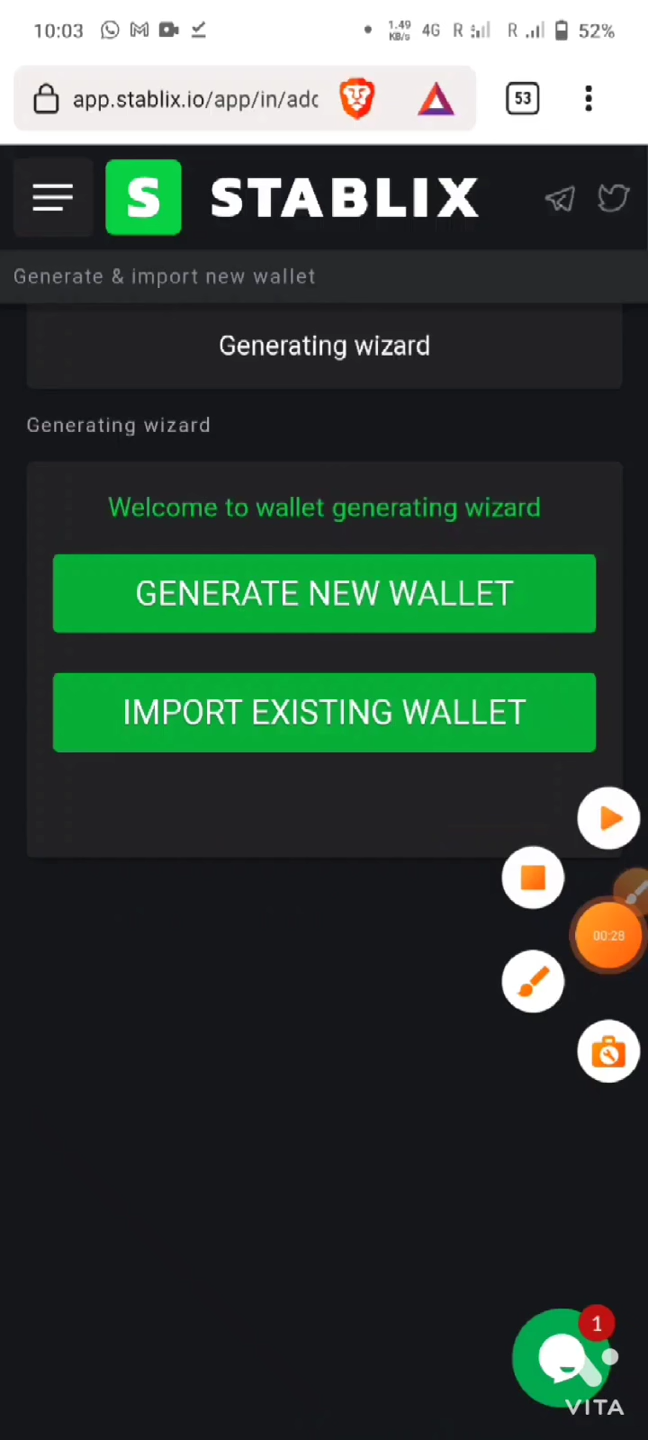 10:03 1.49 KB/s 4G R R 52%
app.stablix.io/app/in/adc 53
S STABLIX
Generate & import new wallet
Generating wizard
Generating wizard
Welcome to wallet generating wizard
GENERATE NEW WALLET
IMPORT EXISTING WALLET
00:28
1
VITA